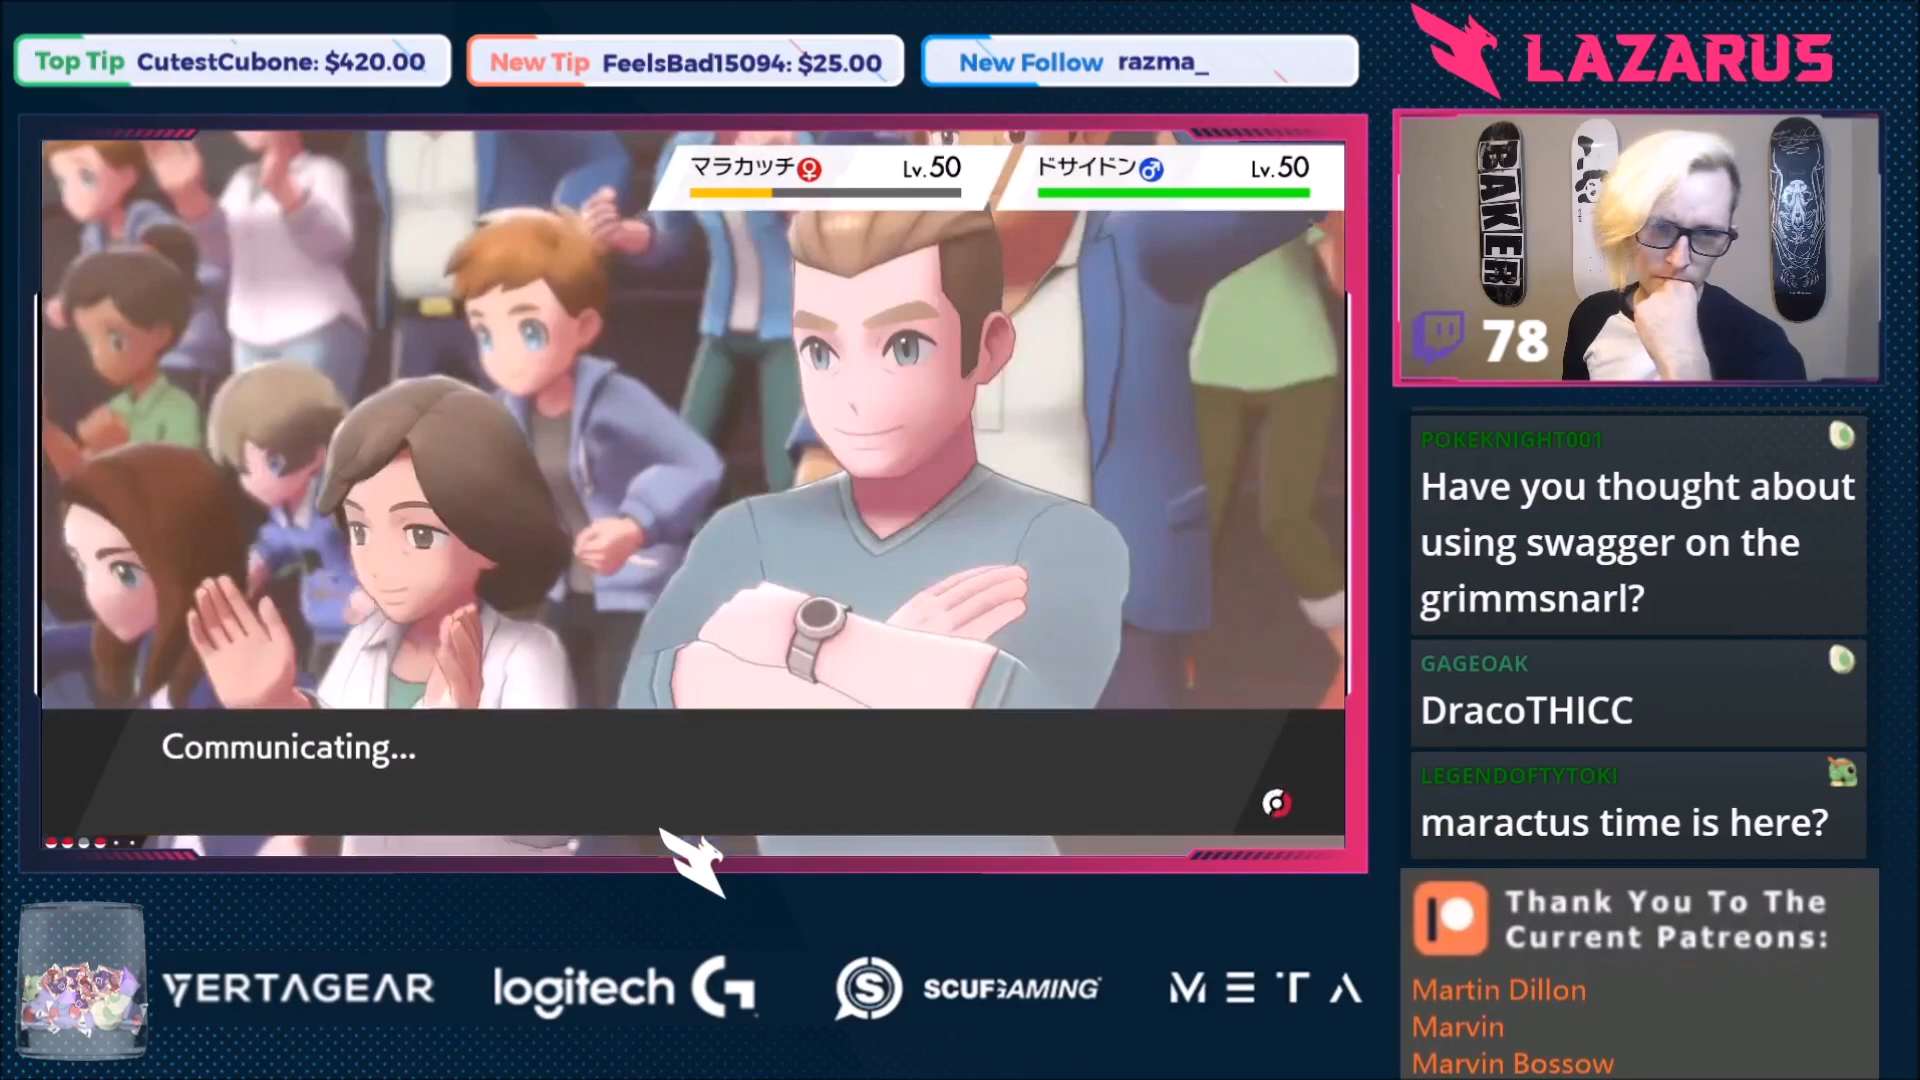 Top Tip CutestCubone: $420.00
New Tip FeelsBad15094: $25.00
New Follow razma_
LAZARUS
マラカッチ♀ Lv.50
ドサイドン♂ Lv.50
BAKER
78
POKEKNIGHT001
Have you thought about
using swagger on the
grimmsnarl?
GAGEOAK
DracoTHICC
LEGENDOFTYTOKI
maractus time is here?
Communicating...
VERTAGEAR
logitech G
SCUF GAMING
META
Thank You To The
Current Patreons:
Martin Dillon
Marvin
Marvin Bossow